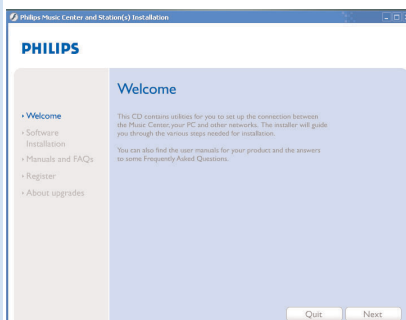 Philips Music Center and Station(s) Installation
PHILIPS
Welcome
Software
Installation
Manuals and FAQs
Register
About upgrades
Welcome
This CD contains utilities for you to set up the connection between
the Music Center, your PC and other networks. The installer will guide
you through the various steps needed for installation.
You can also find the user manuals for your product and the answers
to some Frequently Asked Questions.
Quit
Next